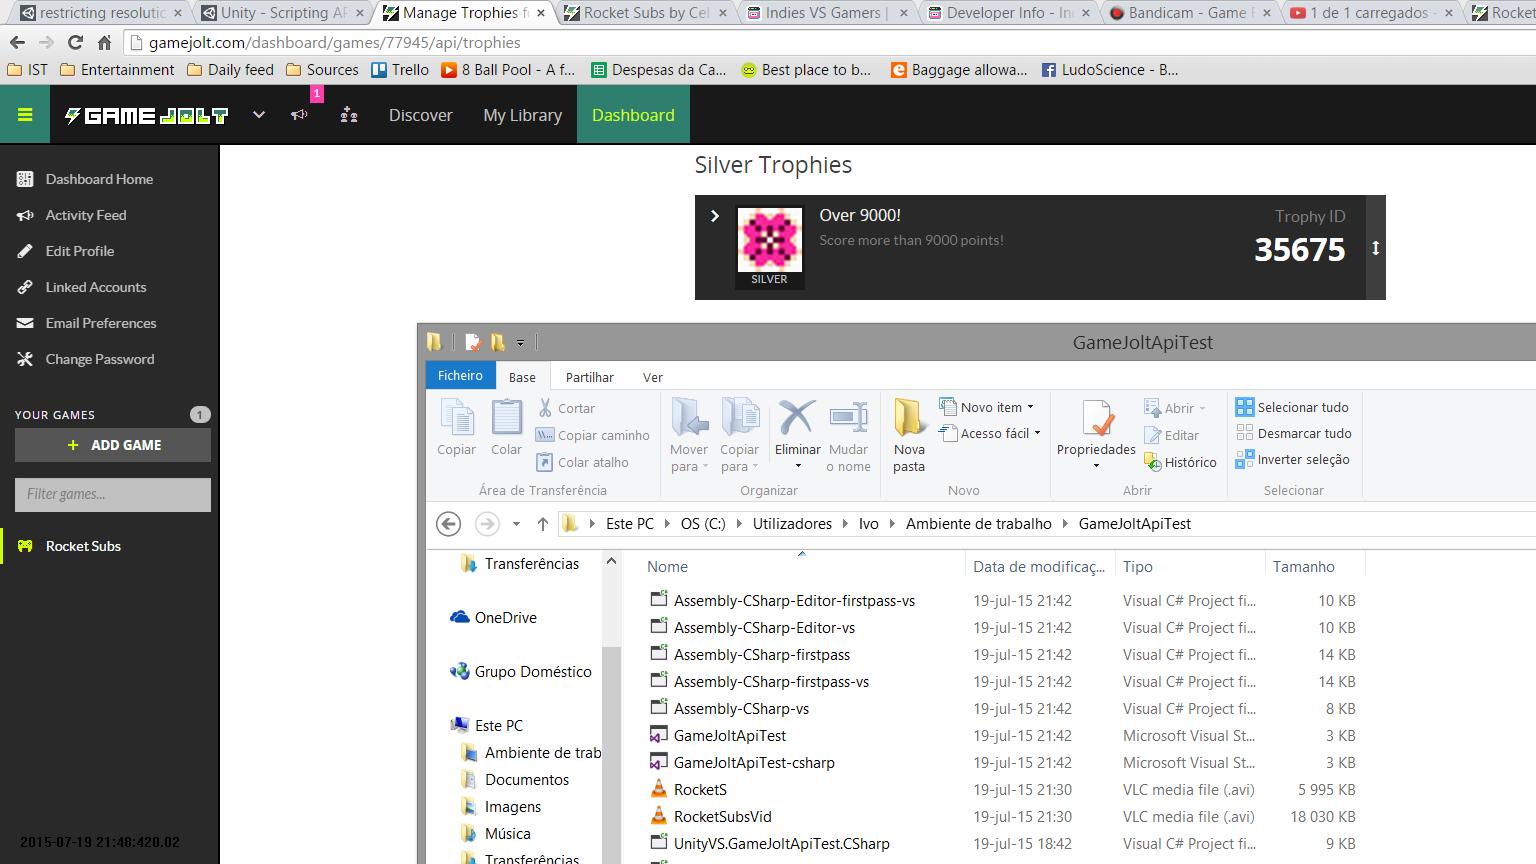 restricting resolutic
Unity - Scripting AP
Manage Trophies f
Rocket Subs by Cel
Indies VS Gamers |
Developer Info - In
Bandicam - Game F
1 de 1 carregados -
Rocket
gamejolt.com/dashboard/games/77945/api/trophies
IST Entertainment Daily feed Sources Trello 8 Ball Pool - A f... Despesas da Ca... Best place to b... Baggage allowa... LudoScience - B...
1
GAME JOLT Discover My Library Dashboard
Dashboard Home
Activity Feed
Edit Profile
Linked Accounts
Email Preferences
Change Password
YOUR GAMES 1
+ ADD GAME
Filter games...
Rocket Subs
2015-07-19 21:48:420.02
Silver Trophies
Over 9000!
Score more than 9000 points!
SILVER
Trophy ID
35675
GameJoltApiTest
Ficheiro Base Partilhar Ver
Copiar
Colar
Cortar
Copiar caminho
Colar atalho
Área de Transferência
Mover para
Copiar para
Eliminar
Mudar o nome
Organizar
Nova pasta
Novo item
Acesso fácil
Novo
Propriedades
Abrir
Editar
Histórico
Abrir
Selecionar tudo
Desmarcar tudo
Inverter seleção
Selecionar
Este PC OS (C:) Utilizadores Ivo Ambiente de trabalho GameJoltApiTest
Transferências
OneDrive
Grupo Doméstico
Este PC
Ambiente de trab
Documentos
Imagens
Música
Transferências
Nome Data de modificaç... Tipo Tamanho
Assembly-CSharp-Editor-firstpass-vs 19-jul-15 21:42 Visual C# Project fi... 10 KB
Assembly-CSharp-Editor-vs 19-jul-15 21:42 Visual C# Project fi... 10 KB
Assembly-CSharp-firstpass 19-jul-15 21:42 Visual C# Project fi... 14 KB
Assembly-CSharp-firstpass-vs 19-jul-15 21:42 Visual C# Project fi... 14 KB
Assembly-CSharp-vs 19-jul-15 21:42 Visual C# Project fi... 8 KB
GameJoltApiTest 19-jul-15 21:42 Microsoft Visual St... 3 KB
GameJoltApiTest-csharp 19-jul-15 21:42 Microsoft Visual St... 3 KB
RocketS 19-jul-15 21:30 VLC media file (.avi) 5 995 KB
RocketSubsVid 19-jul-15 21:30 VLC media file (.avi) 18 030 KB
UnityVS.GameJoltApiTest.CSharp 19-jul-15 18:42 Visual C# Project fi... 9 KB